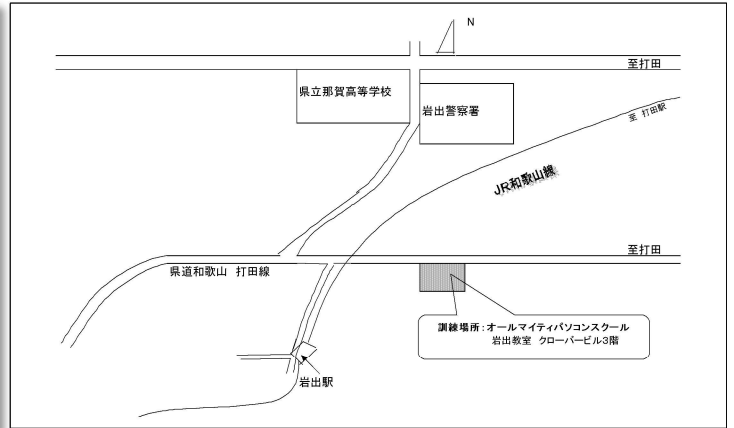 N
至打田
県立那賀高等学校
岩出警察署
至 打田駅
JR和歌山線
至打田
県道和歌山 打田線
訓練場所:オールマイティパソコンスクール
岩出教室 クローバービル3階
岩出駅